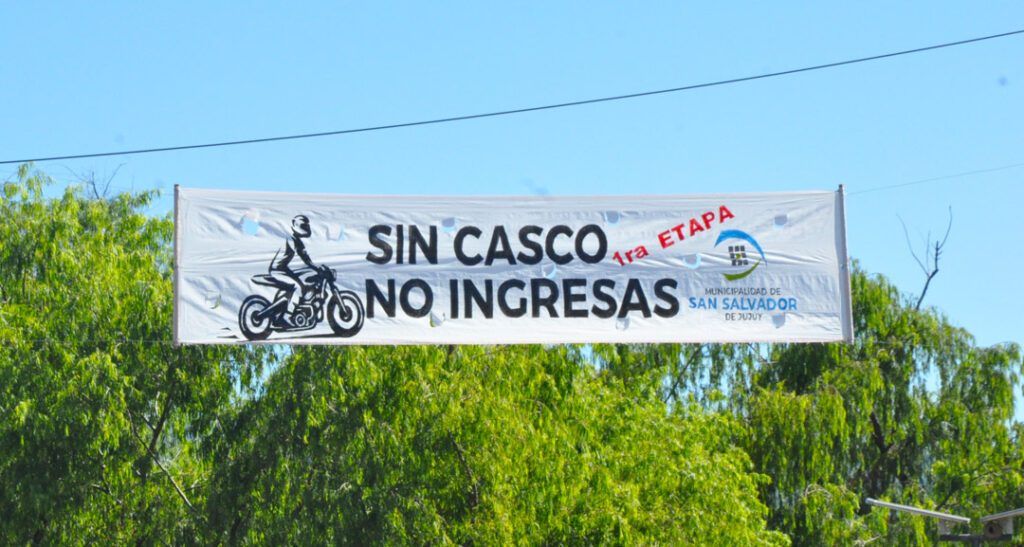 SIN CASCO
1ra ETAPA
NO INGRESAS
MUNICIPALIDAD DE
SAN SALVADOR
DE JUJUY